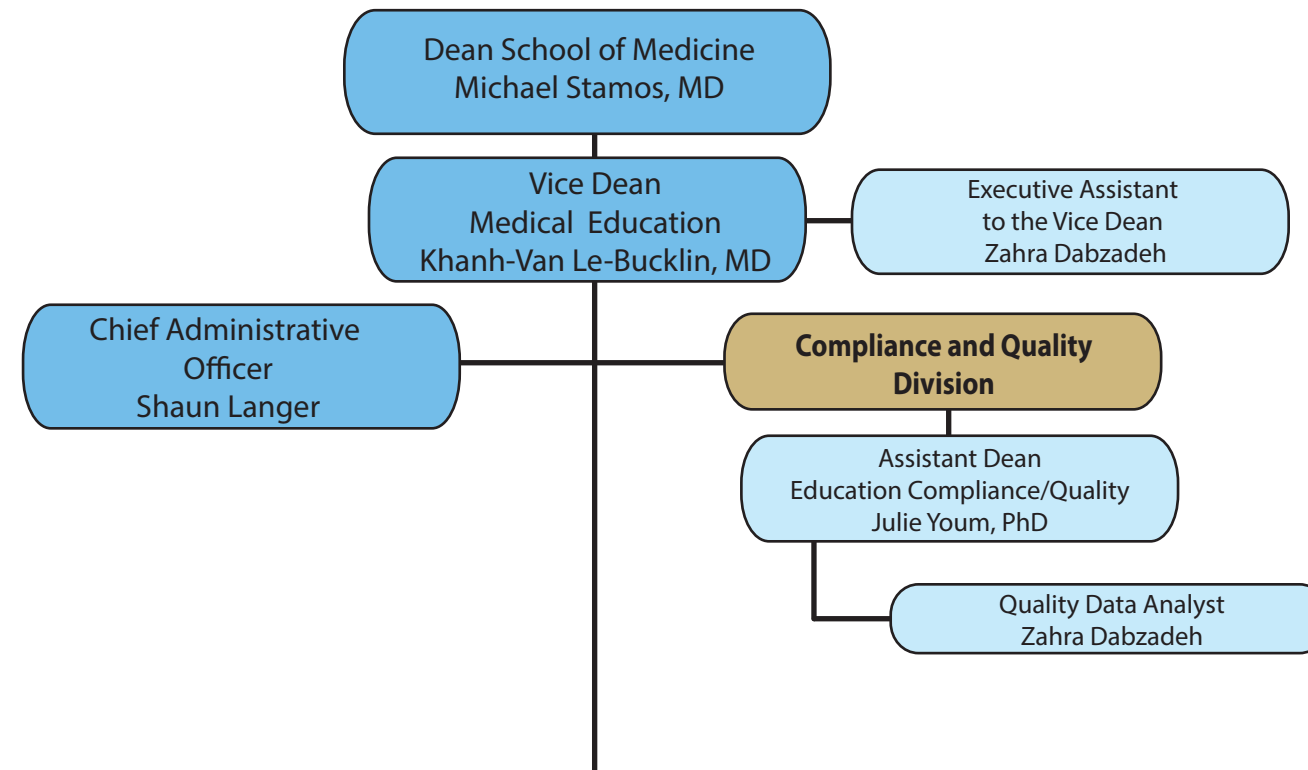 Dean School of Medicine
Michael Stamos, MD
Vice Dean
Medical Education
Khanh-Van Le-Bucklin, MD
Executive Assistant
to the Vice Dean
Zahra Dabzadeh
Chief Administrative
Officer
Shaun Langer
Compliance and Quality
Division
Assistant Dean
Education Compliance/Quality
Julie Youm, PhD
Quality Data Analyst
Zahra Dabzadeh